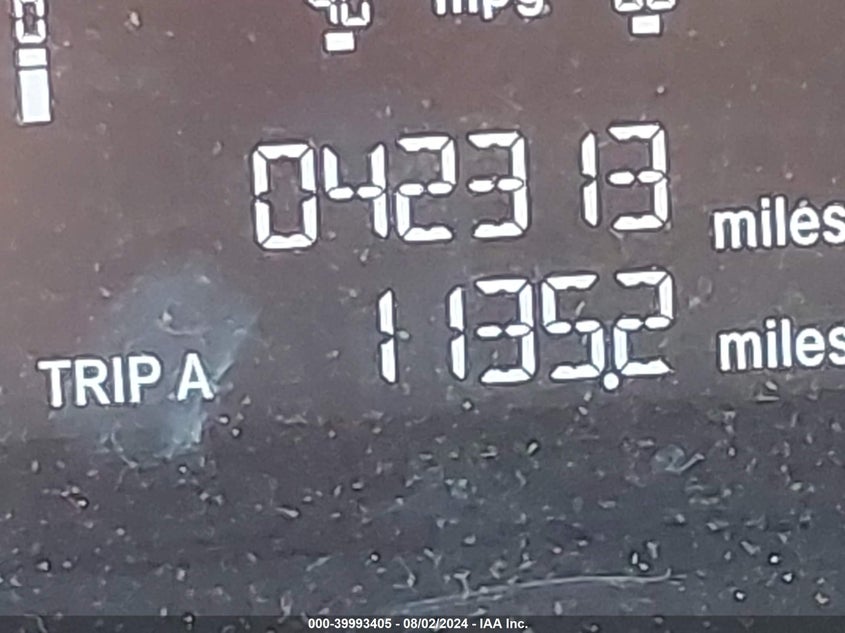 mpg
042313 miles
TRIP A 1135.2 miles
000-39993405 - 08/02/2024 - IAA Inc.